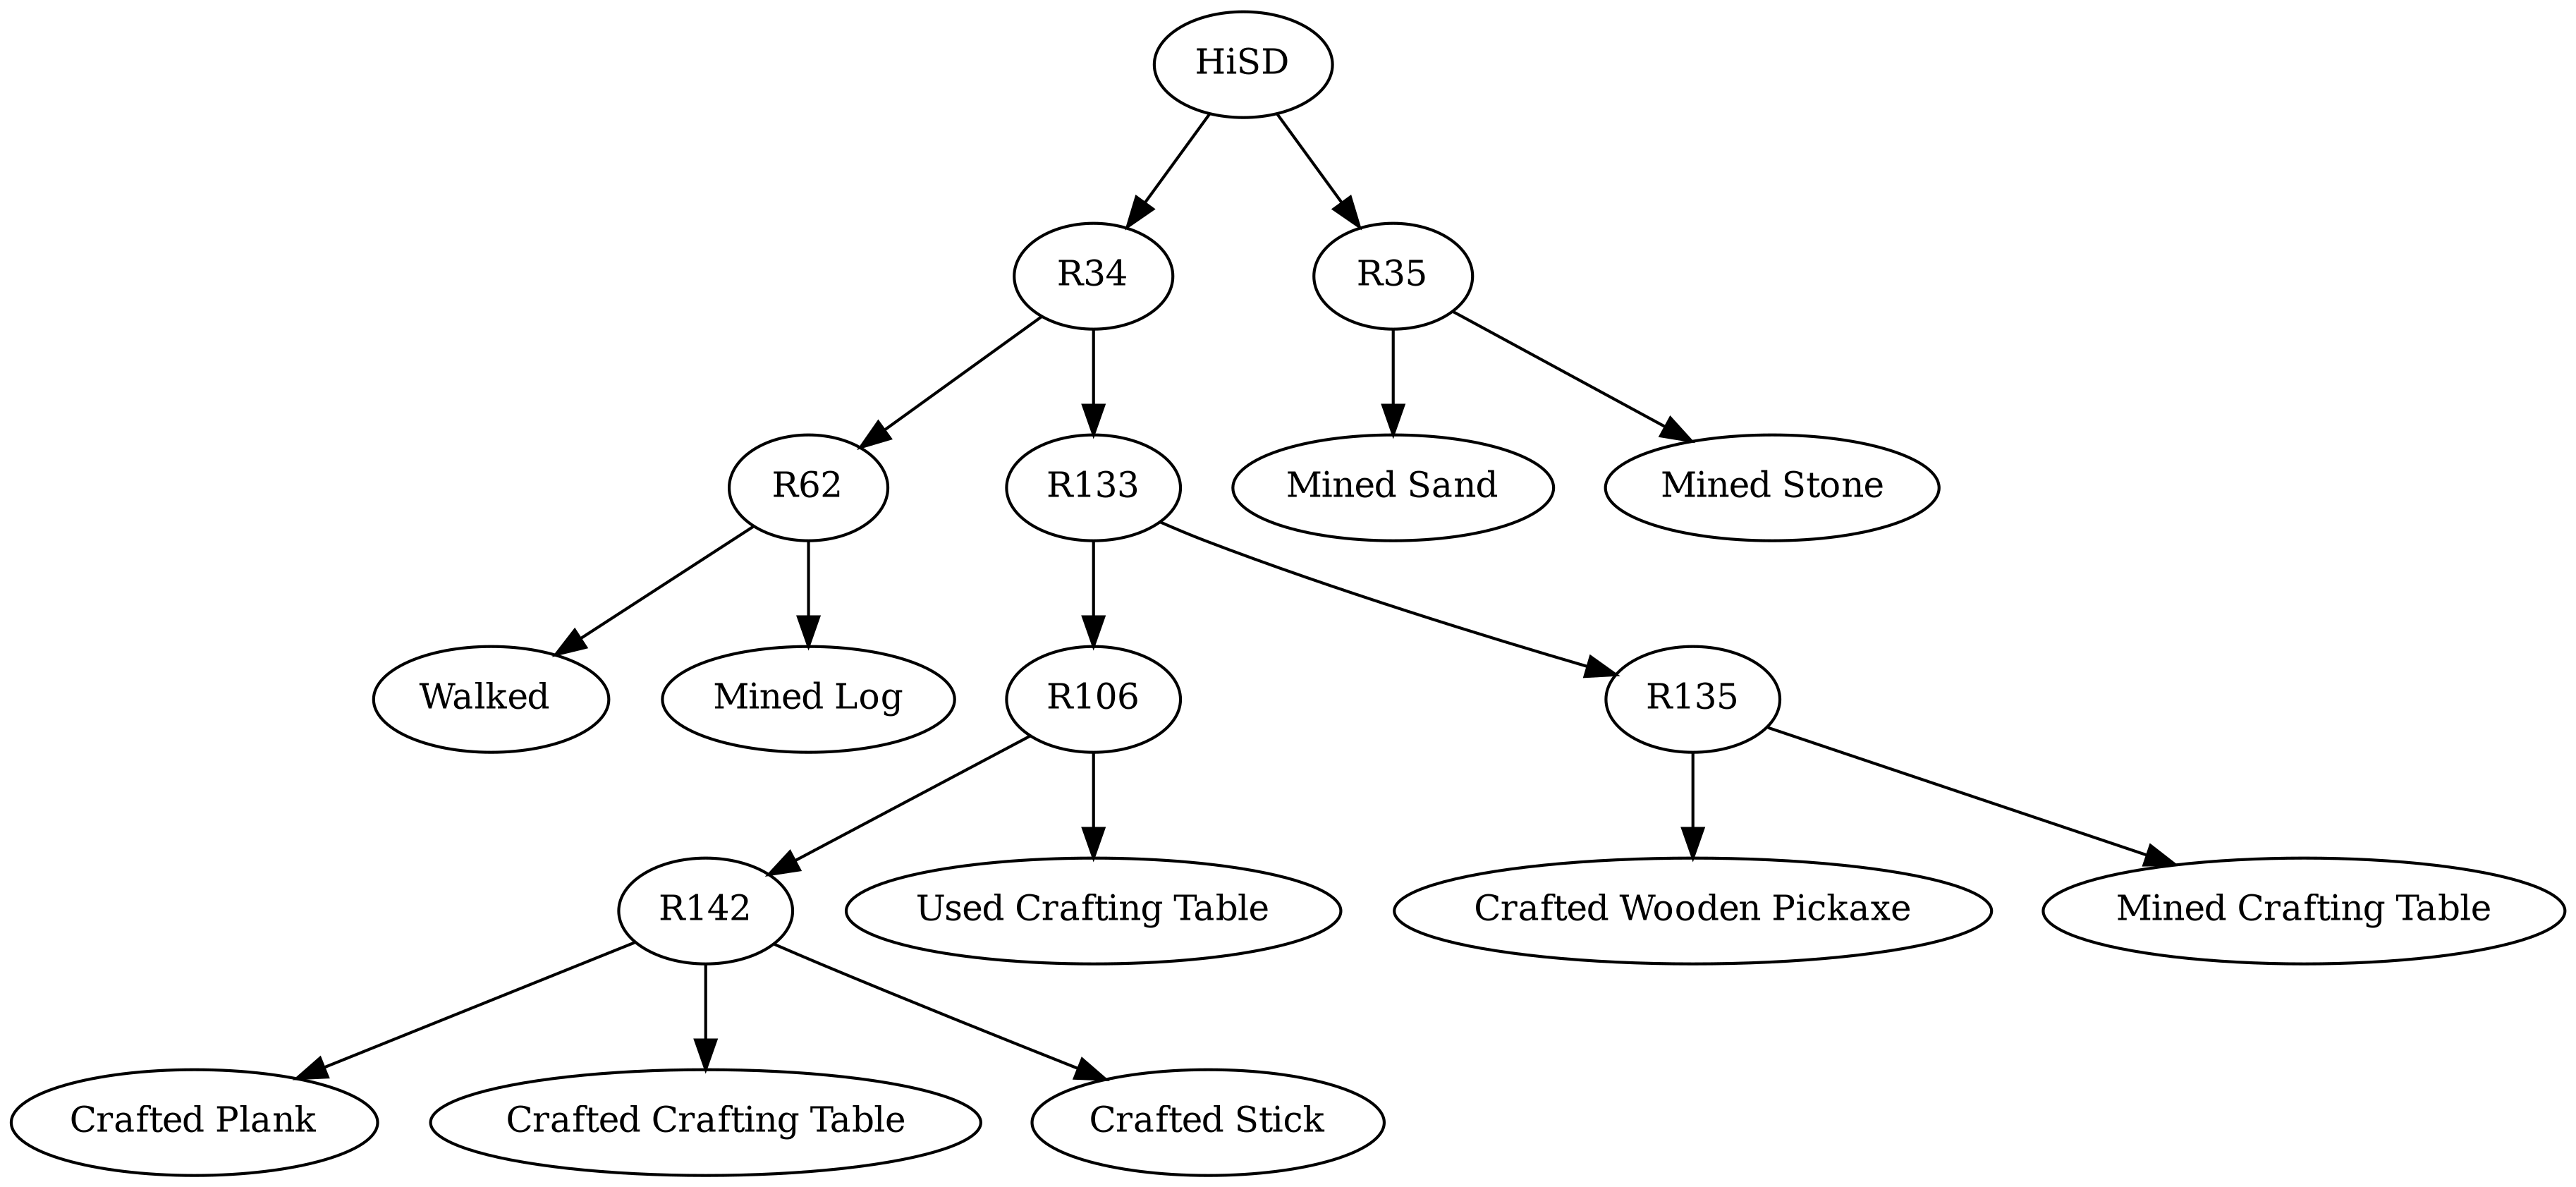 HiSD
R34
R35
R62
R133
Mined Sand
Mined Stone
Walked
Mined Log
R106
R135
R142
Used Crafting Table
Crafted Wooden Pickaxe
Mined Crafting Table
Crafted Plank
Crafted Crafting Table
Crafted Stick